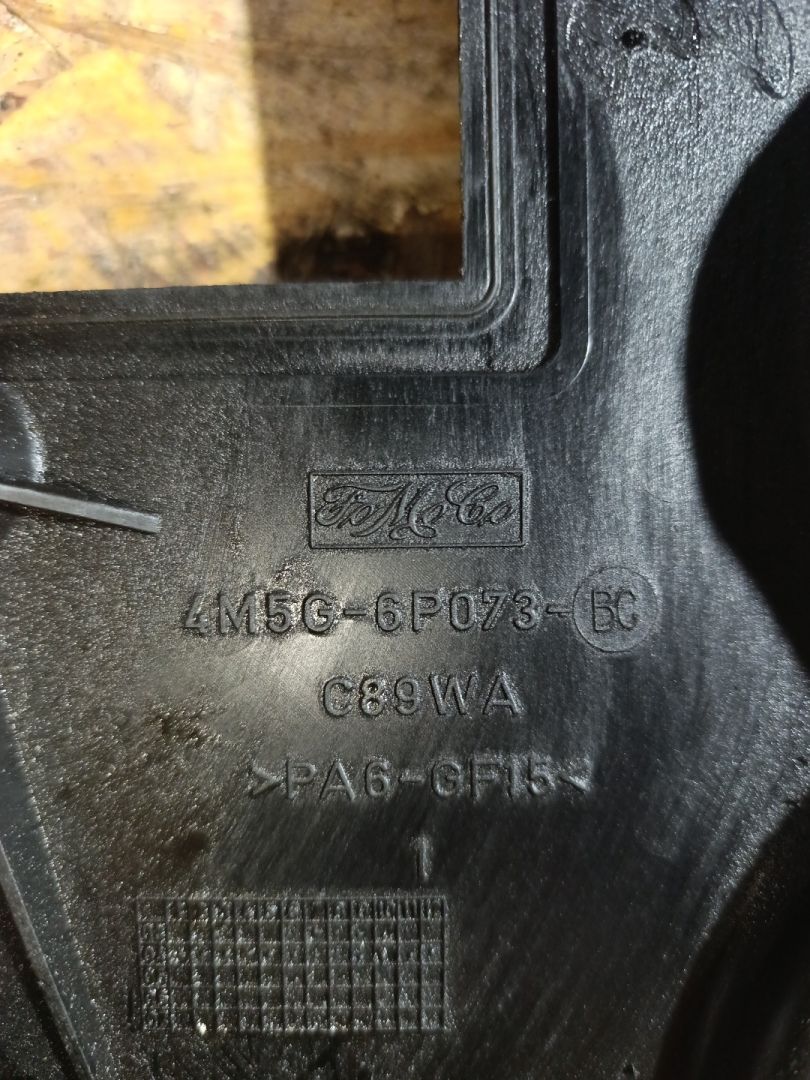 FoMoCo
4M5G-6P073-BC
C89WA
>PA6-GF15<
1